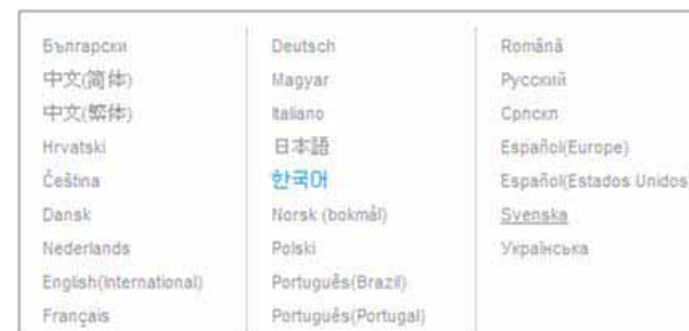 Български
中文(简体)
中文(繁体)
Hrvatski
Čeština
Dansk
Nederlands
English(International)
Français
Deutsch
Magyar
Italiano
日本語
한국어
Norsk (bokmål)
Polski
Português(Brazil)
Português(Portugal)
Română
Русский
Српскп
Español(Europe)
Español(Estados Unidos)
Svenska
Українська